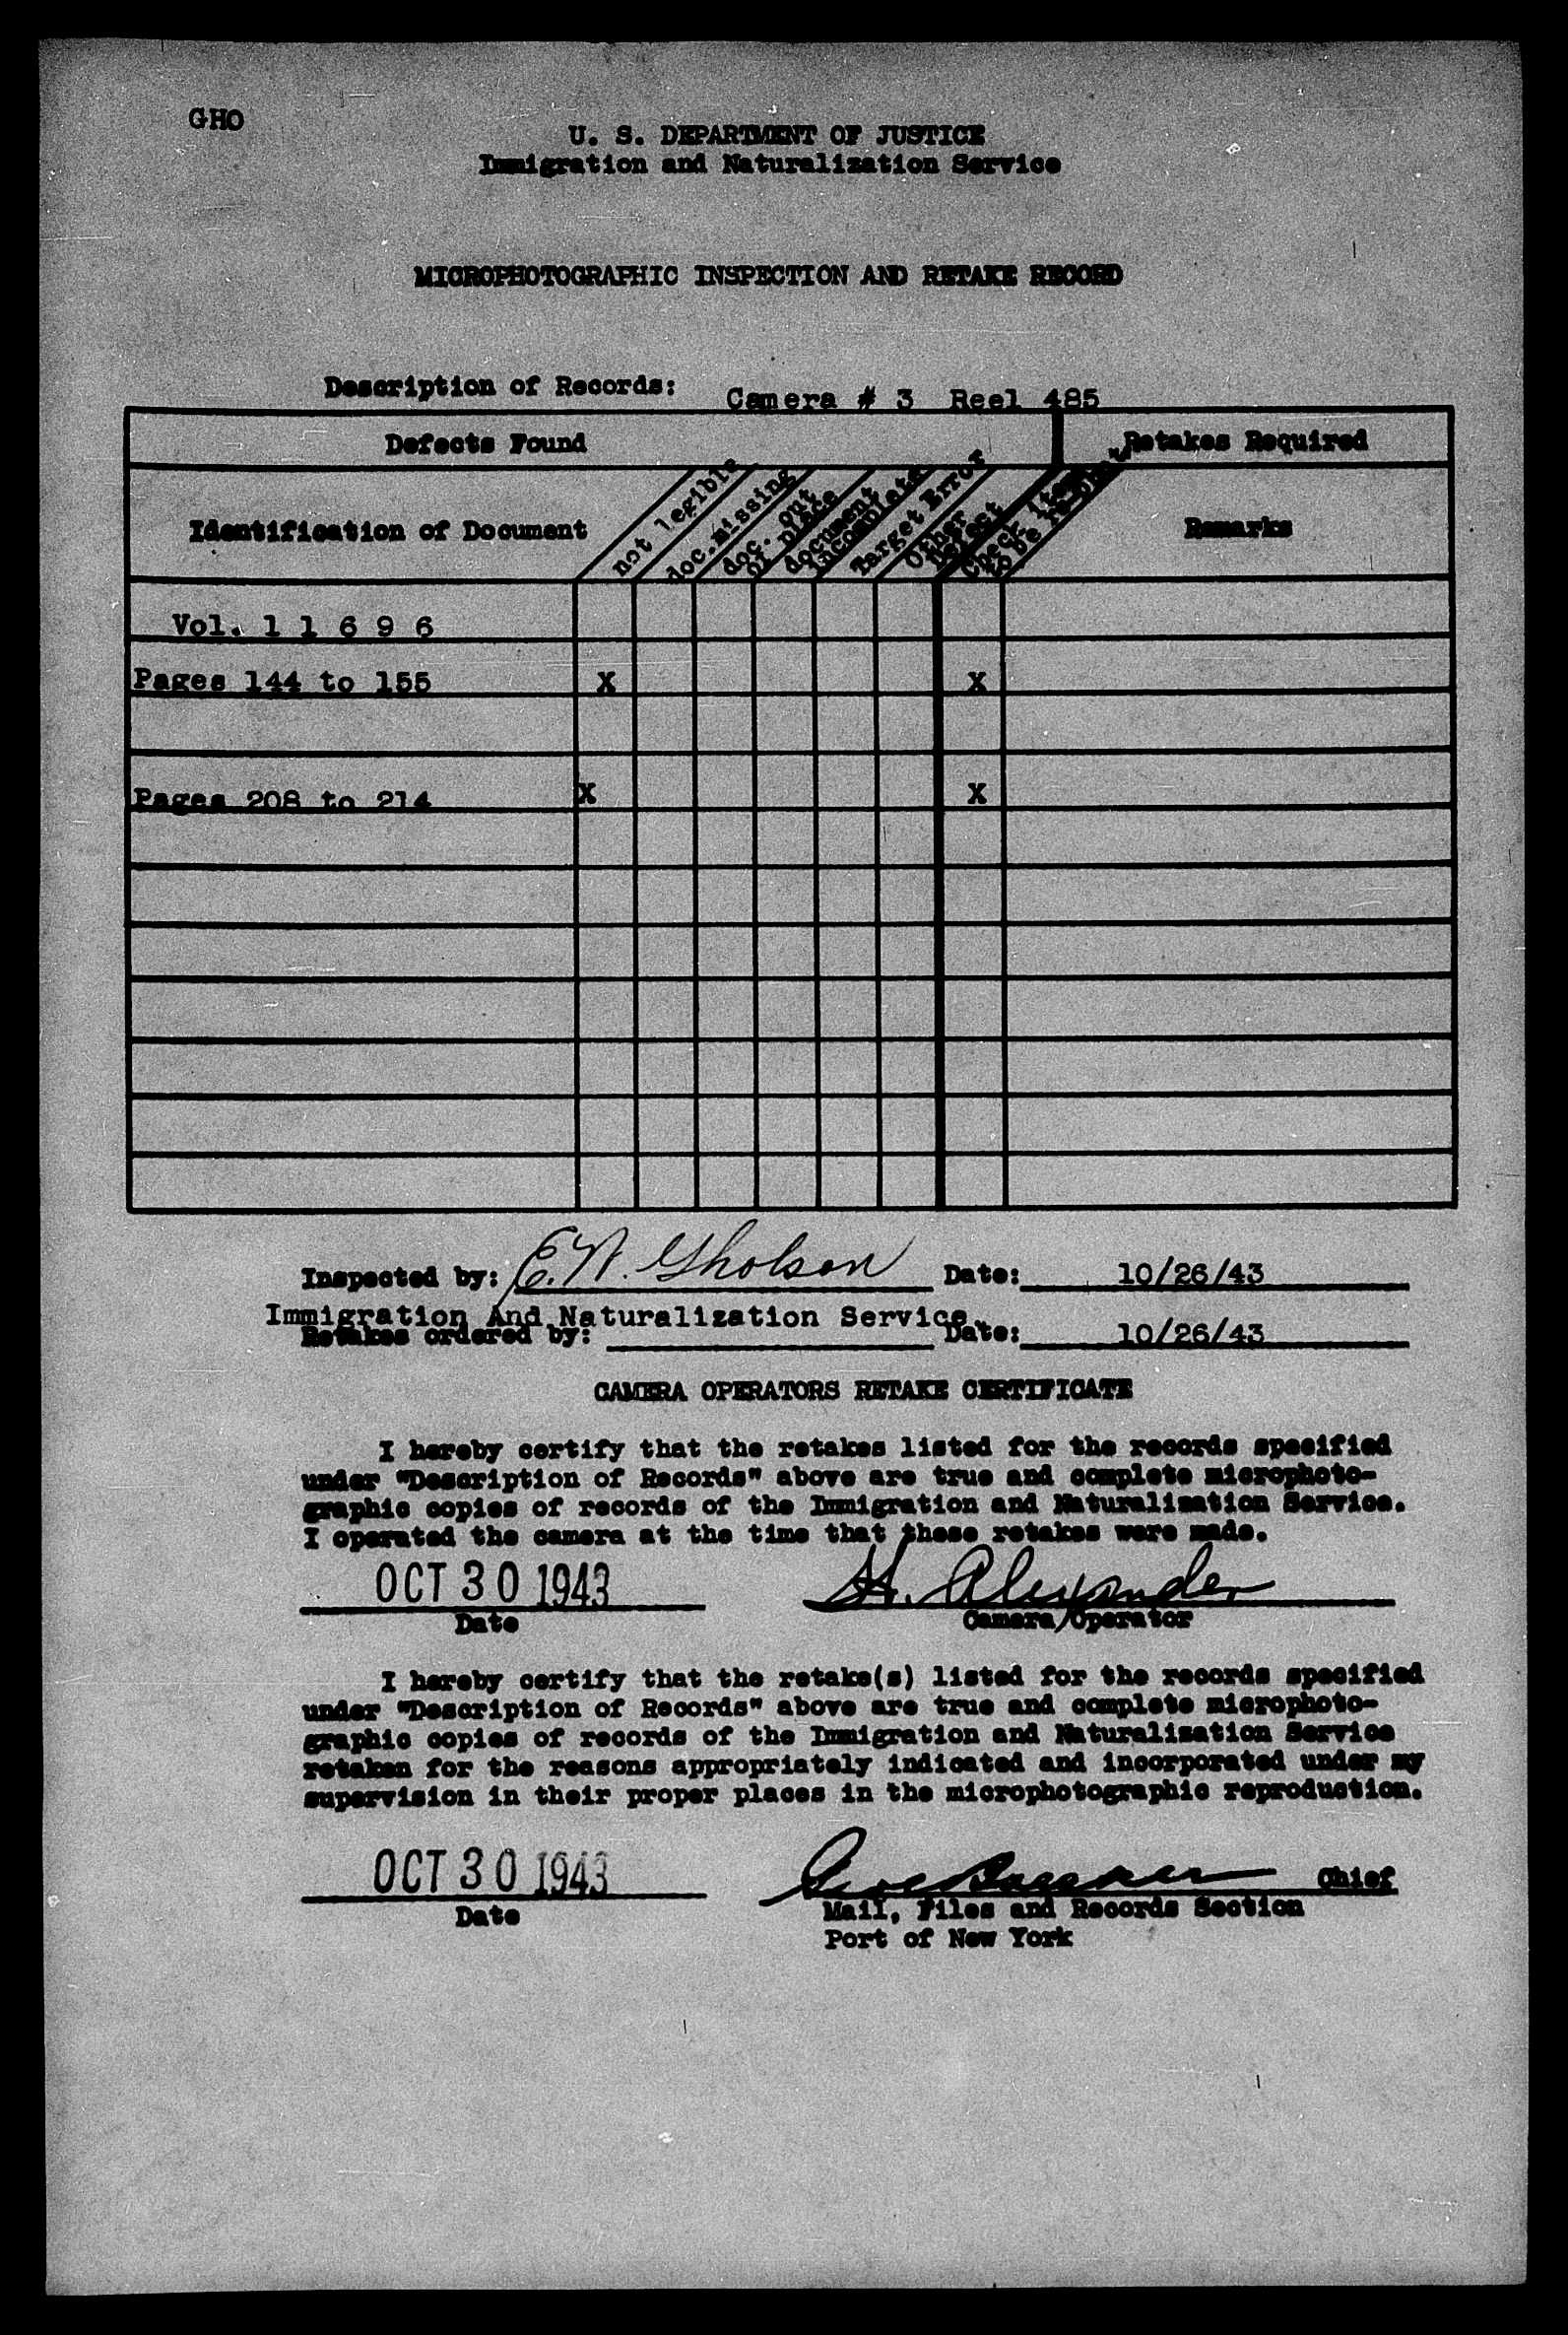 GHO
U. S. DEPARTMENT OF JUSTICE
Immigration and Naturalization Service
MICROPHOTOGRAPHIC INSPECTION AND RETAKE RECORD
Description of Records: Camera # 3 Reel 485
Defects Found Retakes Required
Identification of Document
not legible
doc. missing
doc. out
of place
document
incomplete
Target Error
Other
Defect
Check item
to be
Remarks
Vol. 1 1 6 9 6
Pages 144 to 155 X X
Pages 208 to 214 X X
Inspected by: E.N. Gholson Date: 10/26/43
Immigration And Naturalization Service.
Retakes ordered by: Date: 10/26/43
CAMERA OPERATORS RETAKE CERTIFICATE
I hereby certify that the retakes listed for the records specified
under "Description of Records" above are true and complete microphoto-
graphic copies of records of the Immigration and Naturalization Service.
I operated the camera at the time that these retakes were made.
OCT 30 1943 H. Alexander
Date Camera Operator
I hereby certify that the retake(s) listed for the records specified
under "Description of Records" above are true and complete microphoto-
graphic copies of records of the Immigration and Naturalization Service
retaken for the reasons appropriately indicated and incorporated under my
supervision in their proper places in the microphotographic reproduction.
OCT 30 1943 Chief
Date Mail, Files and Records Section
Port of New York